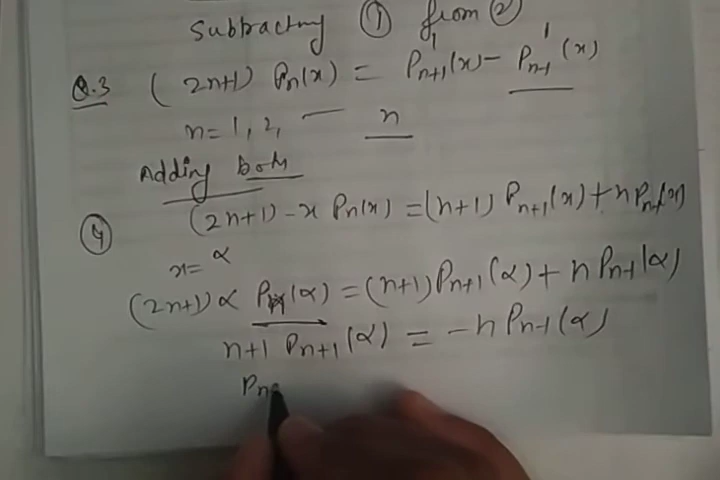 Subtracting ① from ②
Q.3 ( 2n+1) Pn(x) = P'n+1(x) - P'n-1(x)
n = 1, 2, — n
Adding both
④ (2n+1) - x Pn(x) = (n+1) Pn+1(x) + n Pn-1(x)
x = α
(2n+1) α Pn(α) = (n+1) Pn+1(α) + n Pn-1(α)
n+1 Pn+1(α) = -n Pn-1(α)
Pn